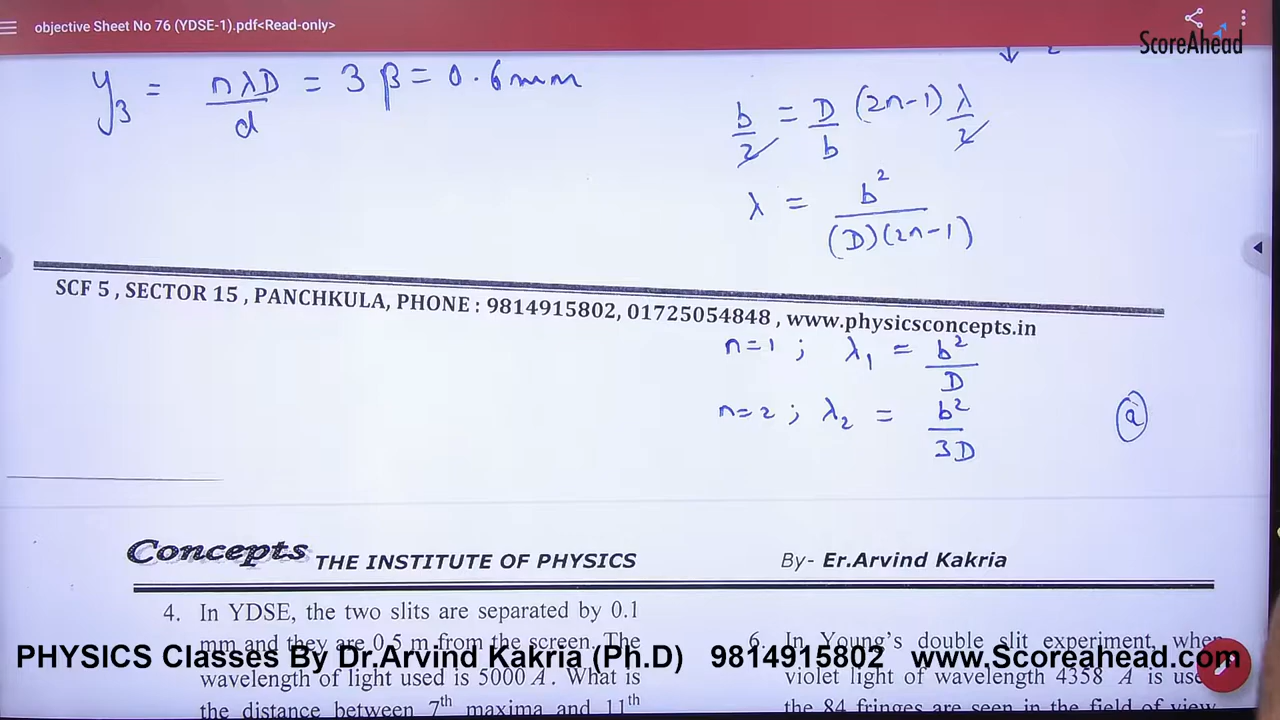 objective Sheet No 76 (YDSE-1).pdf<Read-only>
ScoreAhead
y₃ = nλD/d = 3β = 0.6mm
b/2 = D/b (2n-1) λ/2
λ = b²/(D)(2n-1)
SCF 5 , SECTOR 15 , PANCHKULA, PHONE : 9814915802, 01725054848 , www.physicsconcepts.in
n=1 ; λ₁ = b²/D
n=2 ; λ₂ = b²/3D
a
Concepts THE INSTITUTE OF PHYSICS By- Er.Arvind Kakria
4. In YDSE, the two slits are separated by 0.1
mm and they are 0.5 m from the screen. The
wavelength of light used is 5000 A. What is
the distance between 7th maxima and 11th
6. In Young's double slit experiment, when
violet light of wavelength 4358 A is
the 84 fringes are seen in the field of view
PHYSICS Classes By Dr.Arvind Kakria (Ph.D) 9814915802 www.Scoreahead.com